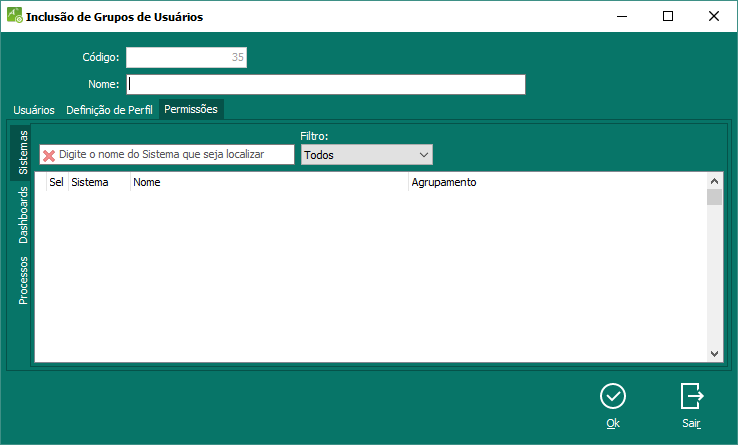 Inclusão de Grupos de Usuários
Código: 35
Nome:
Usuários Definição de Perfil Permissões
Sistemas
Dashboards
Processos
Filtro:
Digite o nome do Sistema que seja localizar Todos
Sel Sistema Nome Agrupamento
Ok Sair